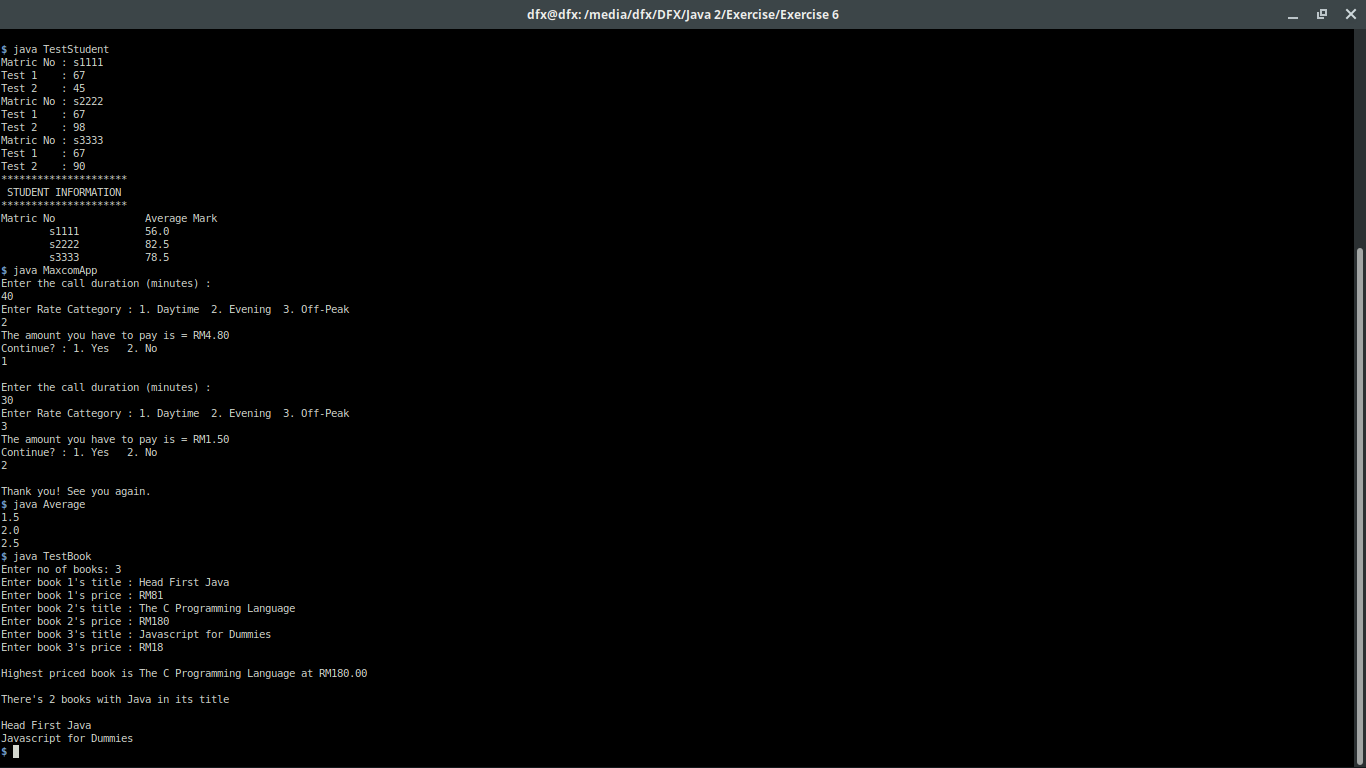 dfx@dfx: /media/dfx/DFX/Java 2/Exercise/Exercise 6
$ java TestStudent
Matric No : s1111
Test 1    : 67
Test 2    : 45
Matric No : s2222
Test 1    : 67
Test 2    : 98
Matric No : s3333
Test 1    : 67
Test 2    : 90
*********************
 STUDENT INFORMATION
*********************
Matric No               Average Mark
        s1111           56.0
        s2222           82.5
        s3333           78.5
$ java MaxcomApp
Enter the call duration (minutes) :
40
Enter Rate Cattegory : 1. Daytime  2. Evening  3. Off-Peak
2
The amount you have to pay is = RM4.80
Continue? : 1. Yes   2. No
1

Enter the call duration (minutes) :
30
Enter Rate Cattegory : 1. Daytime  2. Evening  3. Off-Peak
3
The amount you have to pay is = RM1.50
Continue? : 1. Yes   2. No
2

Thank you! See you again.
$ java Average
1.5
2.0
2.5
$ java TestBook
Enter no of books: 3
Enter book 1's title : Head First Java
Enter book 1's price : RM81
Enter book 2's title : The C Programming Language
Enter book 2's price : RM180
Enter book 3's title : Javascript for Dummies
Enter book 3's price : RM18

Highest priced book is The C Programming Language at RM180.00

There's 2 books with Java in its title

Head First Java
Javascript for Dummies
$